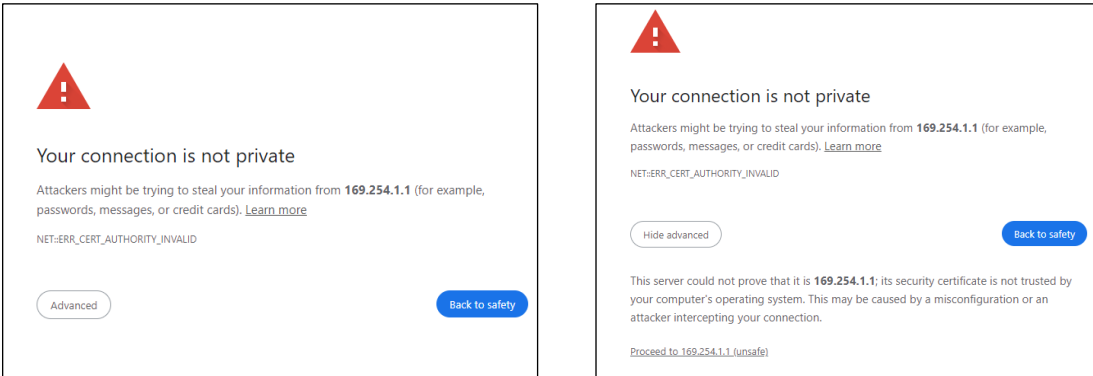 Your connection is not private
Attackers might be trying to steal your information from 169.254.1.1 (for example,
passwords, messages, or credit cards). Learn more
NET::ERR_CERT_AUTHORITY_INVALID
Advanced
Back to safety
Your connection is not private
Attackers might be trying to steal your information from 169.254.1.1 (for example,
passwords, messages, or credit cards). Learn more
NET::ERR_CERT_AUTHORITY_INVALID
Hide advanced
Back to safety
This server could not prove that it is 169.254.1.1; its security certificate is not trusted by
your computer's operating system. This may be caused by a misconfiguration or an
attacker intercepting your connection.
Proceed to 169.254.1.1 (unsafe)